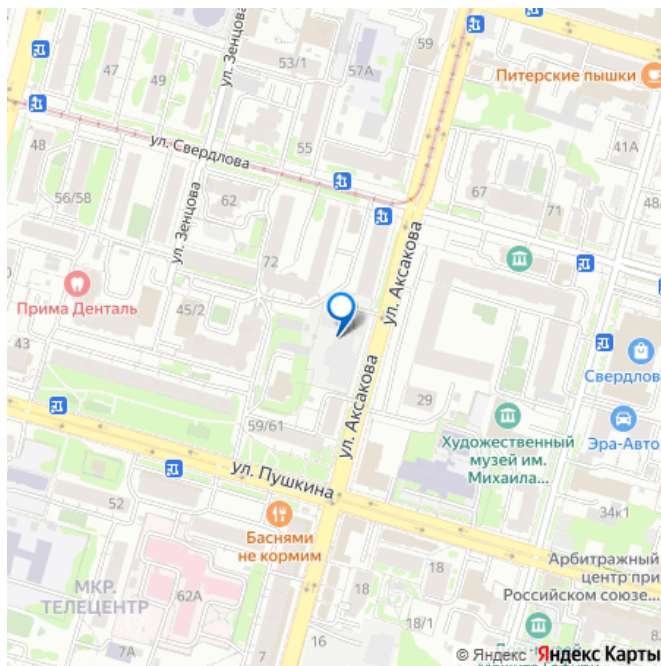 59
ул. Зенцова
53/1
57А
Питерские пышки
47
49
41А
48
ул. Свердлова
55
56/58
62
67
71
48/
ул. Зенцова
72
ул. Аксакова
Прима Денталь
45/2
43
Свердлов
29
ул. Аксакова
59/61
Художественный
музей им.
Михаила...
Эра-Авто
ул. Пушкина
52
34к1
Баснями
не кормим
Арбитражный
центр при
Российском союзе...
МКР.
ТЕЛЕЦЕНТР
62А
18
18
18/1
7А
7
16
© Яндекс Яндекс Карты